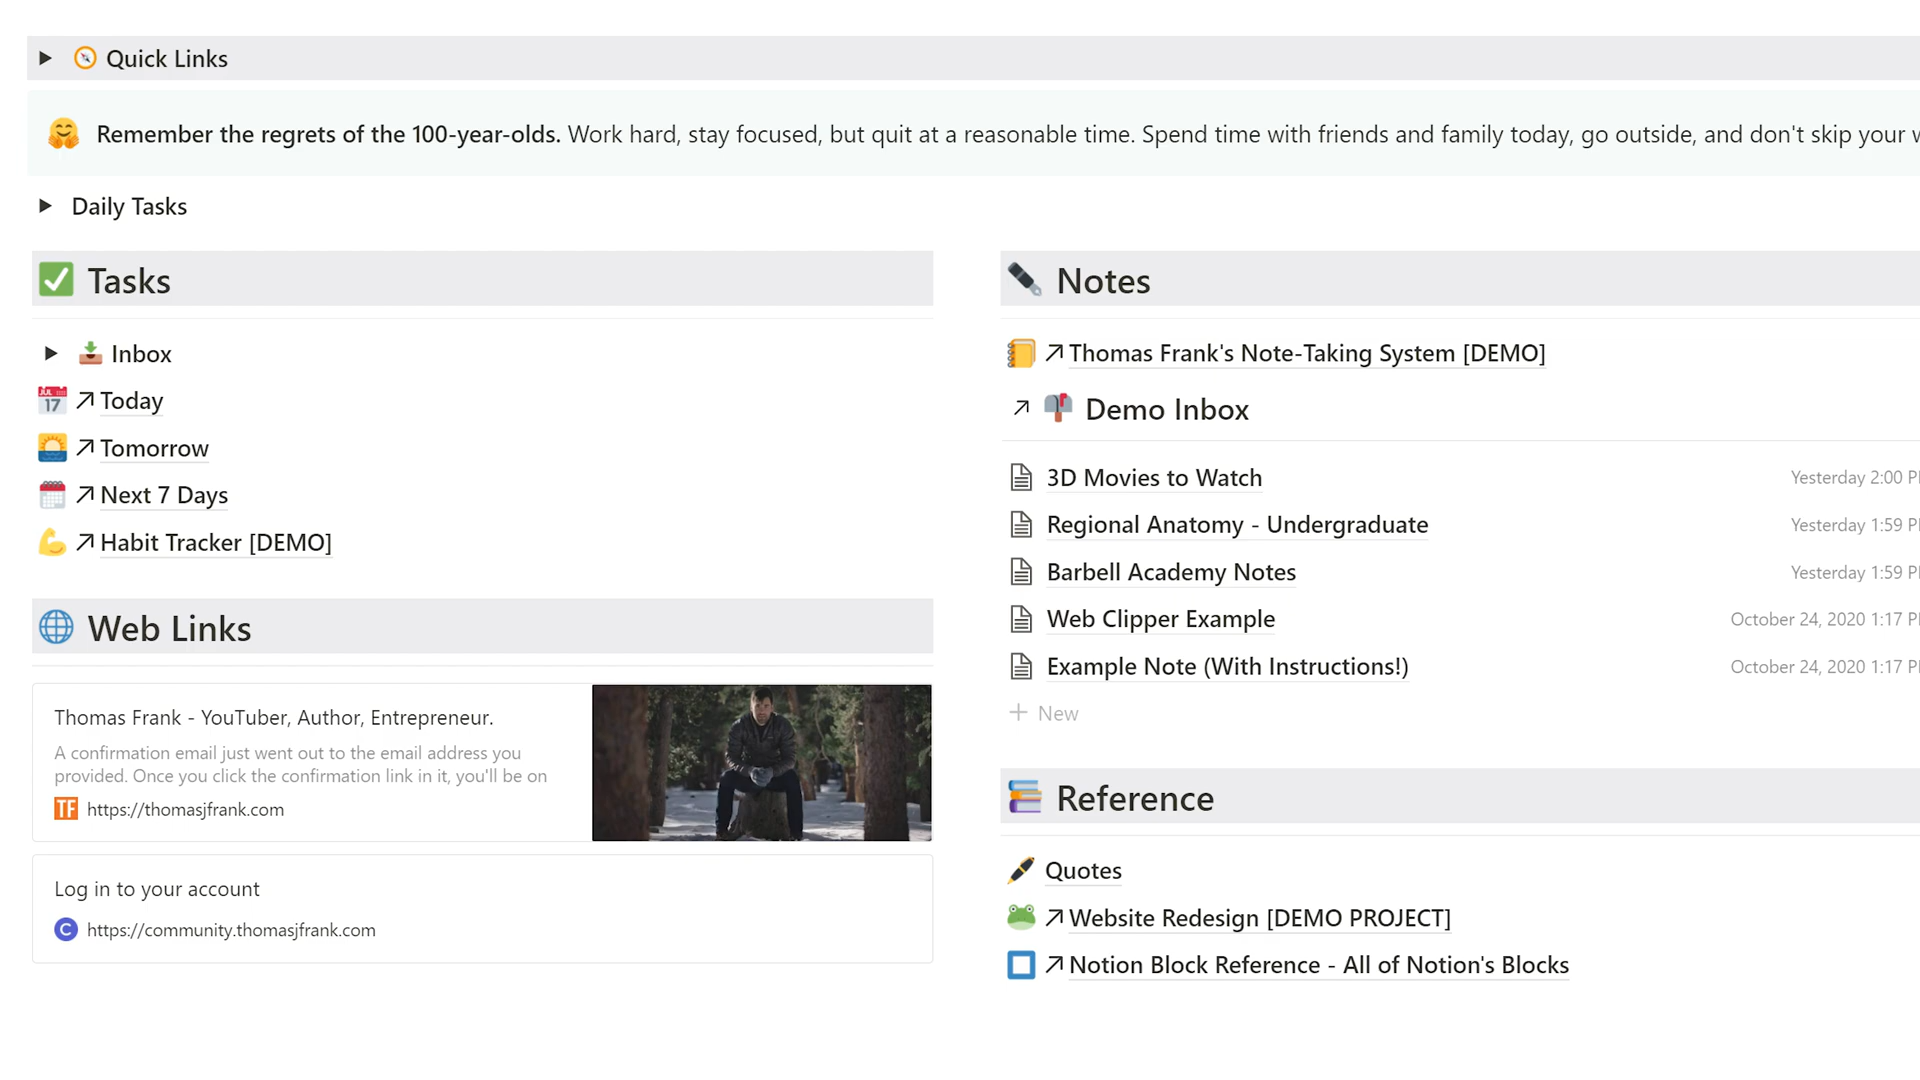 Quick Links
Remember the regrets of the 100-year-olds. Work hard, stay focused, but quit at a reasonable time. Spend time with friends and family today, go outside, and don't skip your
Daily Tasks
Tasks
Inbox
JUL 17
Today
Tomorrow
Next 7 Days
Habit Tracker [DEMO]
Web Links
Thomas Frank - YouTuber, Author, Entrepreneur.
A confirmation email just went out to the email address you
provided. Once you click the confirmation link in it, you'll be on
TF https://thomasjfrank.com
Log in to your account
C https://community.thomasjfrank.com
Notes
Thomas Frank's Note-Taking System [DEMO]
Demo Inbox
3D Movies to Watch Yesterday 2:00 P
Regional Anatomy - Undergraduate Yesterday 1:59 P
Barbell Academy Notes Yesterday 1:59 P
Web Clipper Example October 24, 2020 1:17 P
Example Note (With Instructions!) October 24, 2020 1:17 P
+ New
Reference
Quotes
Website Redesign [DEMO PROJECT]
Notion Block Reference - All of Notion's Blocks